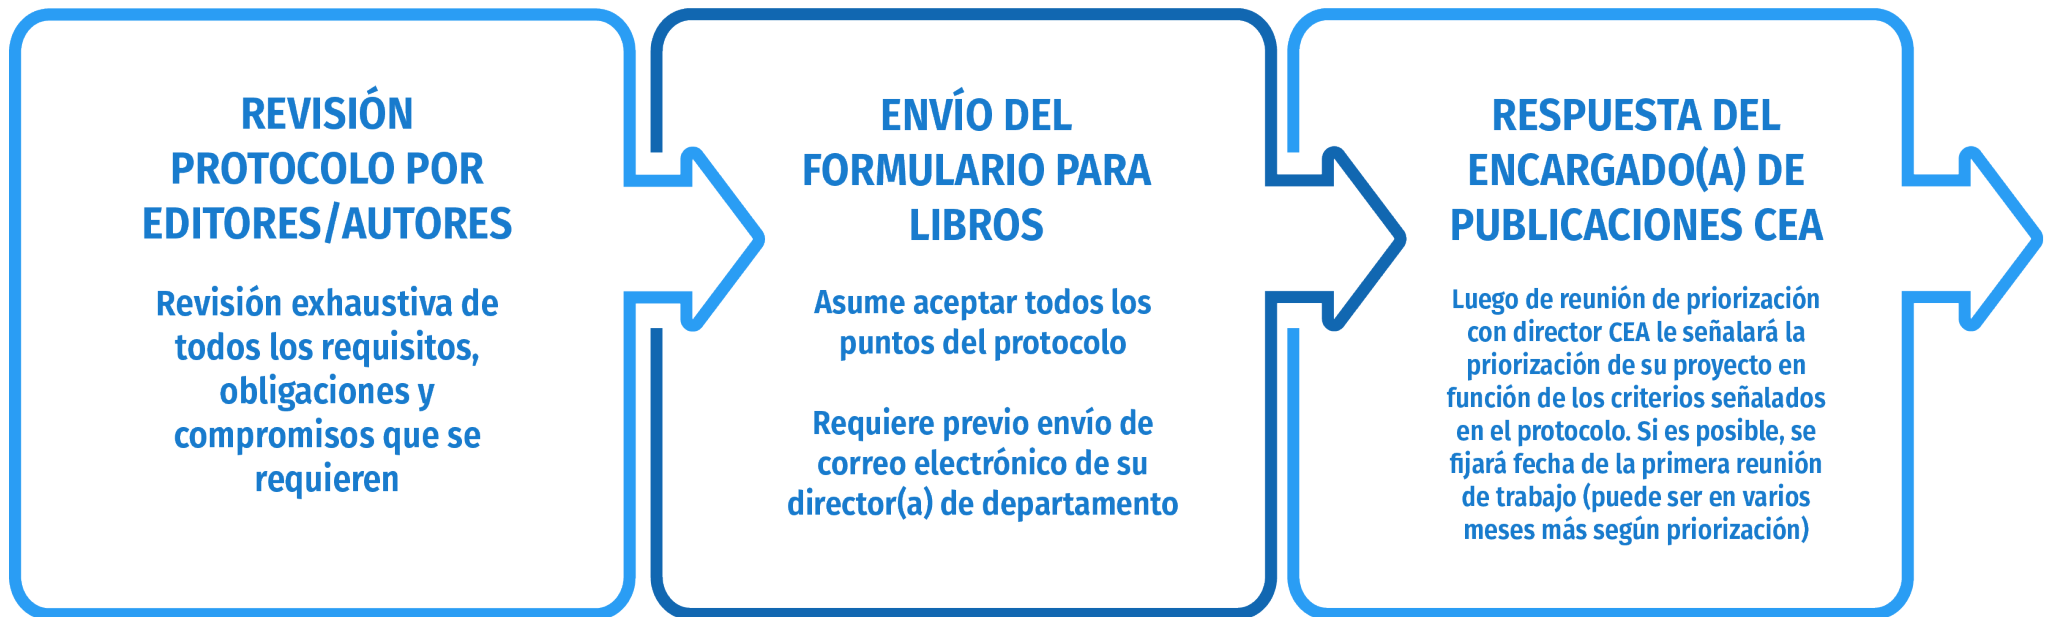 REVISIÓN
PROTOCOLO POR
EDITORES/AUTORES
Revisión exhaustiva de
todos los requisitos,
obligaciones y
compromisos que se
requieren
ENVÍO DEL
FORMULARIO PARA
LIBROS
Asume aceptar todos los
puntos del protocolo
Requiere previo envío de
correo electrónico de su
director(a) de departamento
RESPUESTA DEL
ENCARGADO(A) DE
PUBLICACIONES CEA
Luego de reunión de priorización
con director CEA le señalará la
priorización de su proyecto en
función de los criterios señalados
en el protocolo. Si es posible, se
fijará fecha de la primera reunión
de trabajo (puede ser en varios
meses más según priorización)